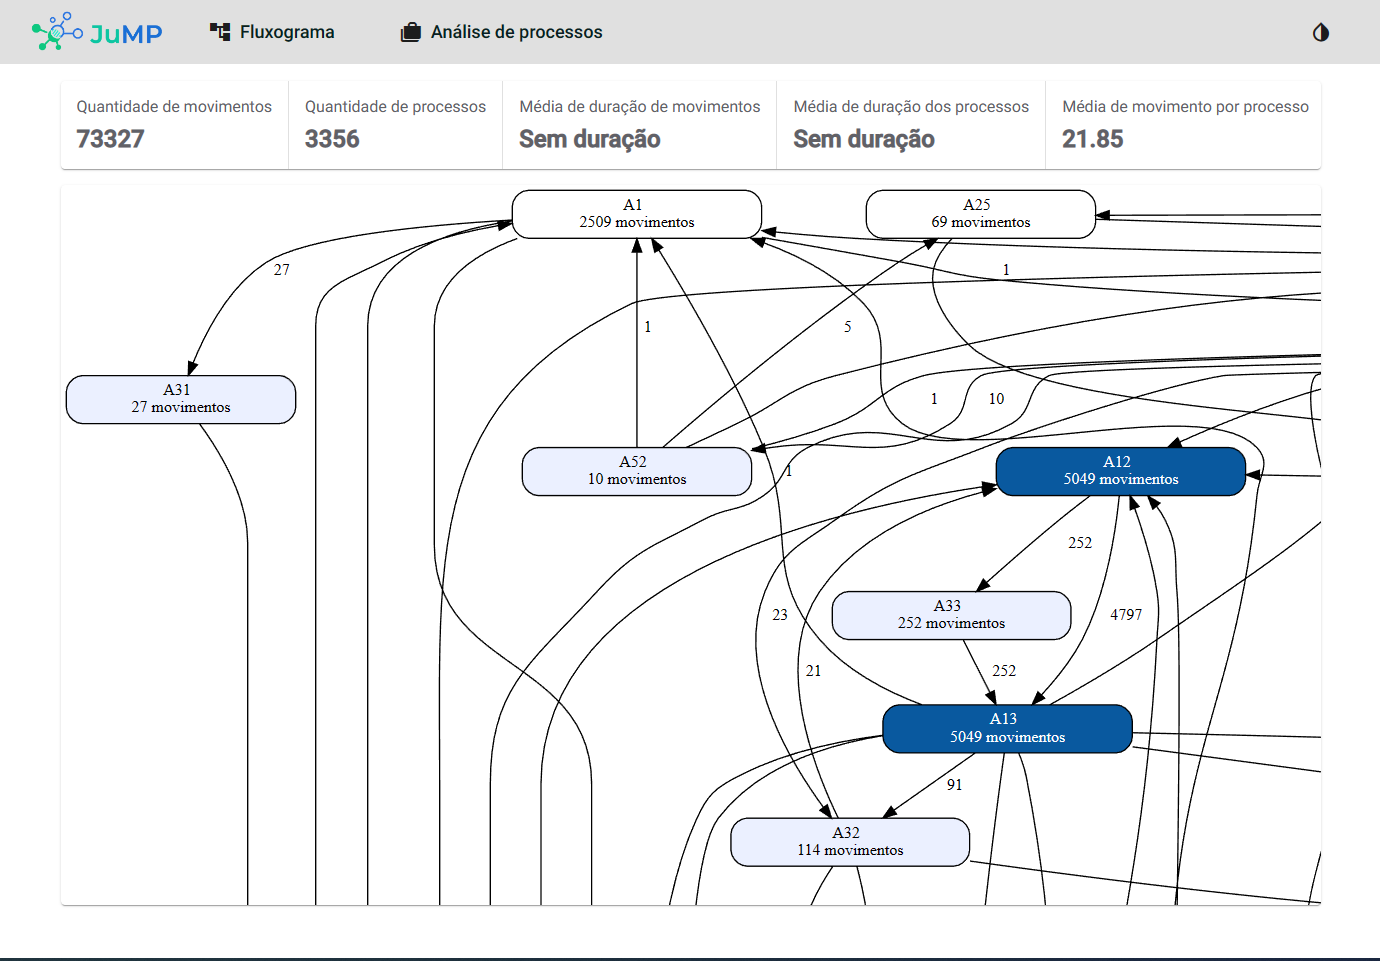 JuMP
Fluxograma
Análise de processos
Quantidade de movimentos
73327
Quantidade de processos
3356
Média de duração de movimentos
Sem duração
Média de duração dos processos
Sem duração
Média de movimento por processo
21.85
A1
2509 movimentos
A25
69 movimentos
27
1
1
5
A31
27 movimentos
1
10
A52
10 movimentos
1
A12
5049 movimentos
252
A33
252 movimentos
23
4797
21
252
A13
5049 movimentos
91
A32
114 movimentos